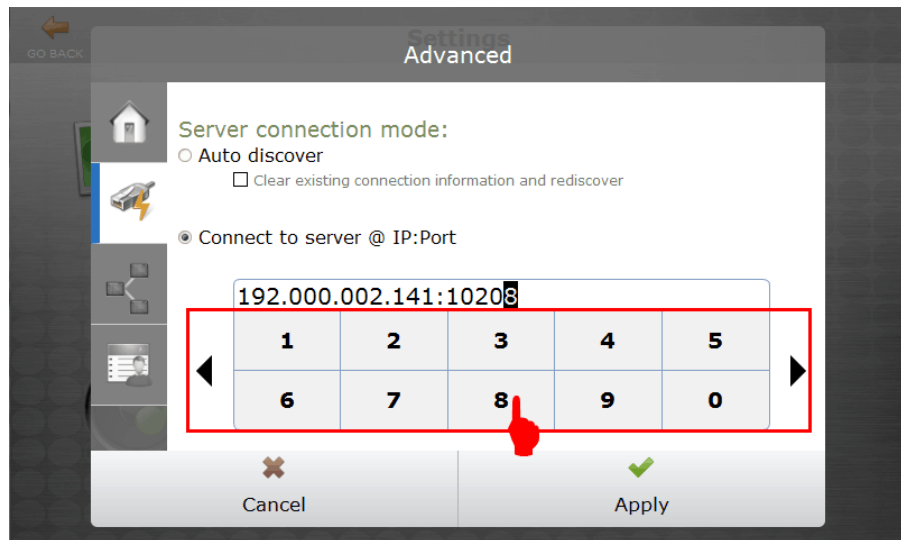 GO BACK
Settings
Advanced
Server connection mode:
Auto discover
Clear existing connection information and rediscover
Connect to server @ IP:Port
192.000.002.141:10208
1 2 3 4 5
6 7 8 9 0
Cancel Apply